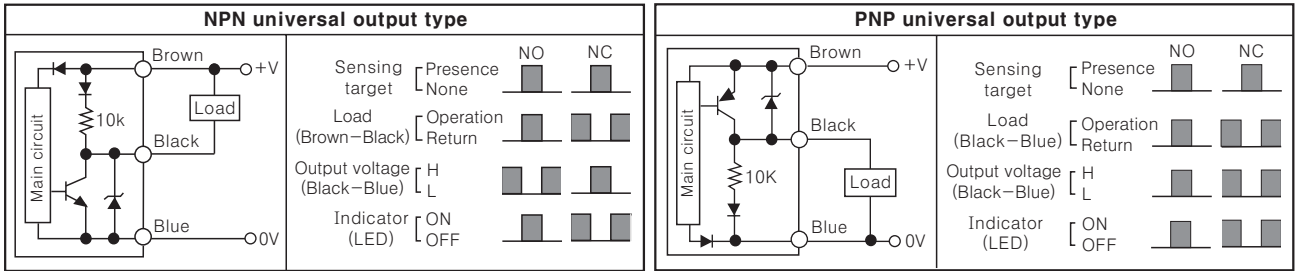 NPN universal output type
Main circuit
Brown
+V
Load
10k
Black
Blue
0V
NO NC
Sensing target
Presence
None
Load (Brown-Black)
Operation
Return
Output voltage (Black-Blue)
H
L
Indicator (LED)
ON
OFF
PNP universal output type
Main circuit
Brown
+V
Black
10K
Load
Blue
0V
NO NC
Sensing target
Presence
None
Load (Black-Blue)
Operation
Return
Output voltage (Black-Blue)
H
L
Indicator (LED)
ON
OFF